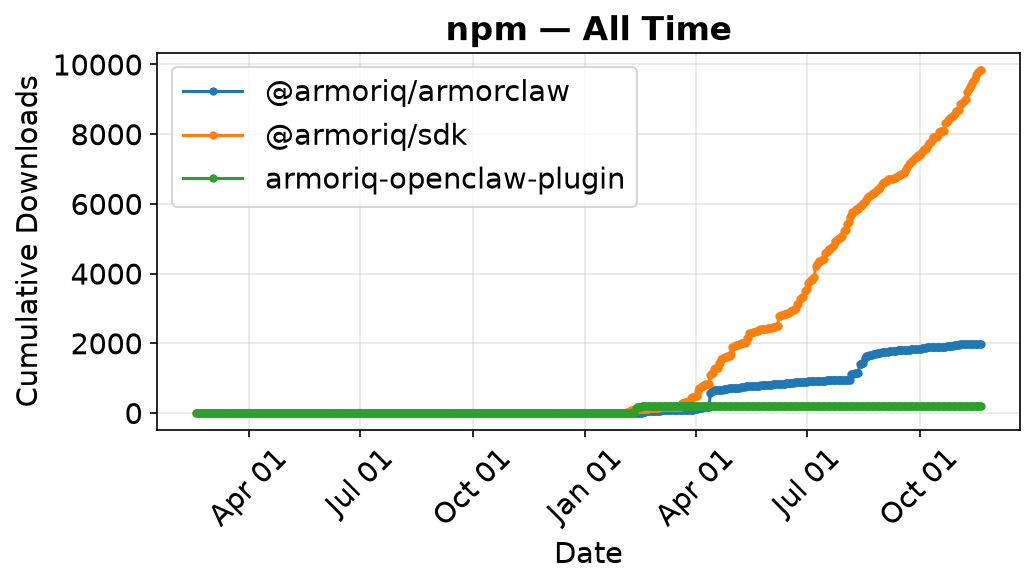 npm — All Time
Cumulative Downloads
10000
8000
6000
4000
2000
0
@armoriq/armorclaw
@armoriq/sdk
armoriq-openclaw-plugin
Apr 01
Jul 01
Oct 01
Jan 01
Apr 01
Jul 01
Oct 01
Date